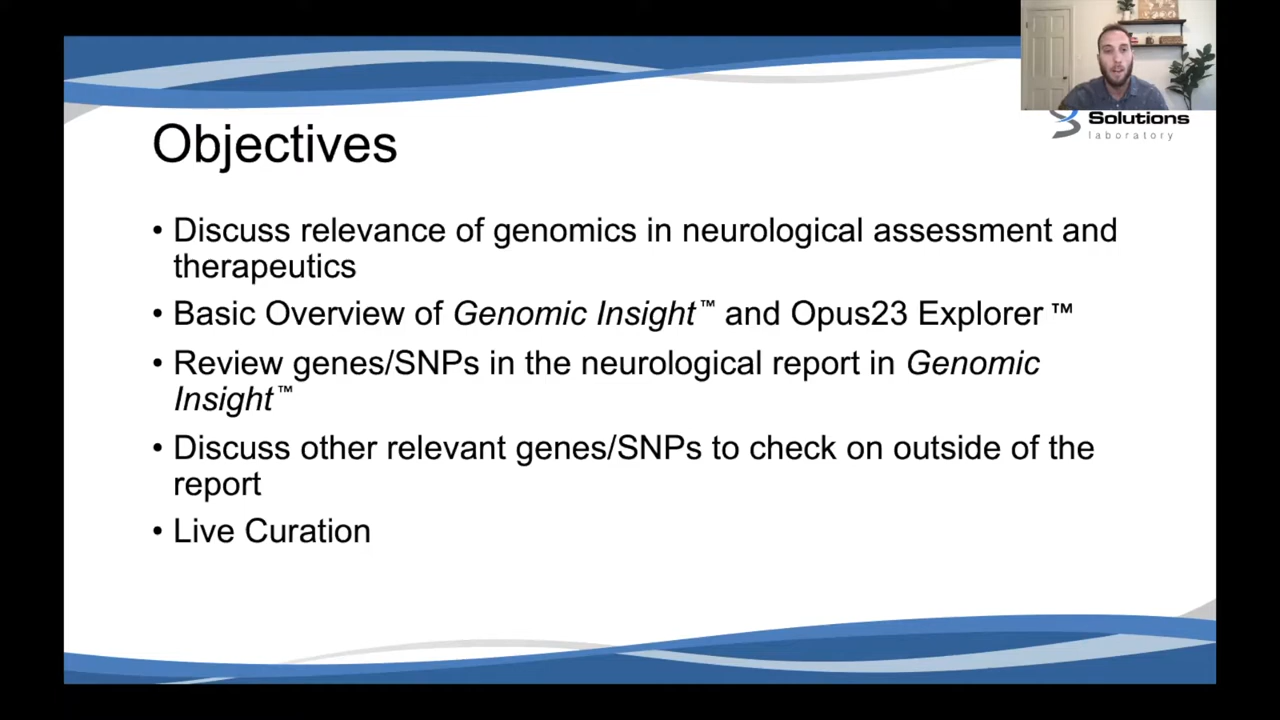 Solutions
laboratory
Objectives
• Discuss relevance of genomics in neurological assessment and
therapeutics
• Basic Overview of Genomic Insight™ and Opus23 Explorer™
• Review genes/SNPs in the neurological report in Genomic
Insight™
• Discuss other relevant genes/SNPs to check on outside of the
report
• Live Curation